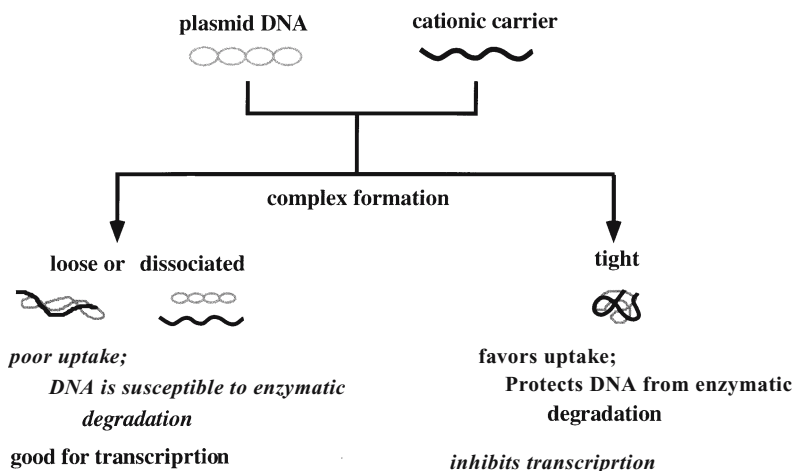 plasmid DNA
cationic carrier
complex formation
loose or dissociated
tight
poor uptake;
DNA is susceptible to enzymatic
degradation
good for transcriprtion
favors uptake;
Protects DNA from enzymatic
degradation
inhibits transcriprtion